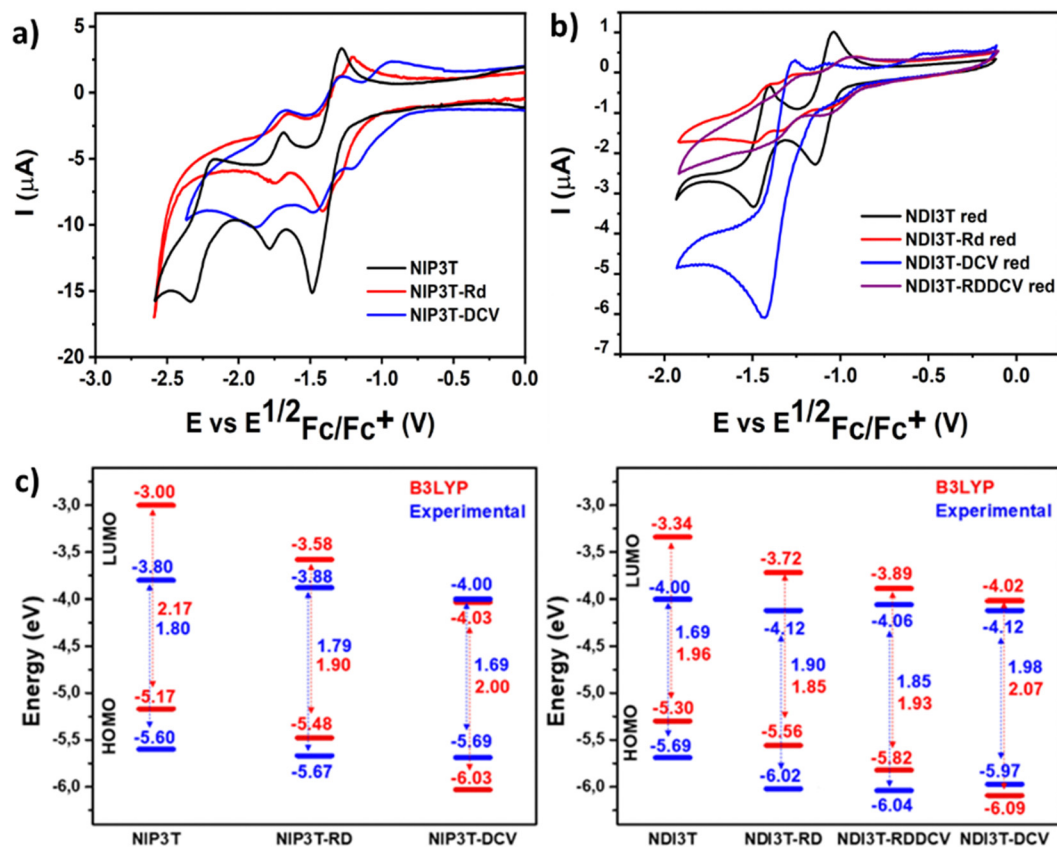 a)
5
0
-5
-10
-15
-20
I (μA)
-3.0 -2.5 -2.0 -1.5 -1.0 -0.5 0.0
E vs E1/2Fc/Fc+ (V)
NIP3T
NIP3T-Rd
NIP3T-DCV
b)
1
0
-1
-2
-3
-4
-5
-6
-7
I (μA)
-2.0 -1.5 -1.0 -0.5 0.0
E vs E1/2Fc/Fc+ (V)
NDI3T red
NDI3T-Rd red
NDI3T-DCV red
NDI3T-RDDCV red
c)
Energy (eV)
-3,0
-3,5
-4,0
-4,5
-5,0
-5,5
-6,0
LUMO
HOMO
B3LYP
Experimental
-3.00
-3.80
2.17
1.80
-5.17
-5.60
-3.58
-3.88
1.79
1.90
-5.48
-5.67
-4.00
-4.03
1.69
2.00
-5.69
-6.03
NIP3T NIP3T-RD NIP3T-DCV
Energy (eV)
-3,0
-3,5
-4,0
-4,5
-5,0
-5,5
-6,0
LUMO
HOMO
B3LYP
Experimental
-3.34
-4.00
1.69
1.96
-5.30
-5.69
-3.72
-4.12
1.90
1.85
-5.56
-6.02
-3.89
-4.06
1.85
1.93
-5.82
-6.04
-4.02
-4.12
1.98
2.07
-5.97
-6.09
NDI3T NDI3T-RD NDI3T-RDDCV NDI3T-DCV